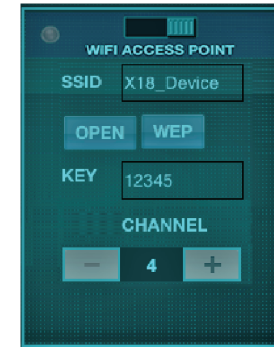 WIFI ACCESS POINT
SSID X18_Device
OPEN WEP
KEY 12345
CHANNEL
− 4 +